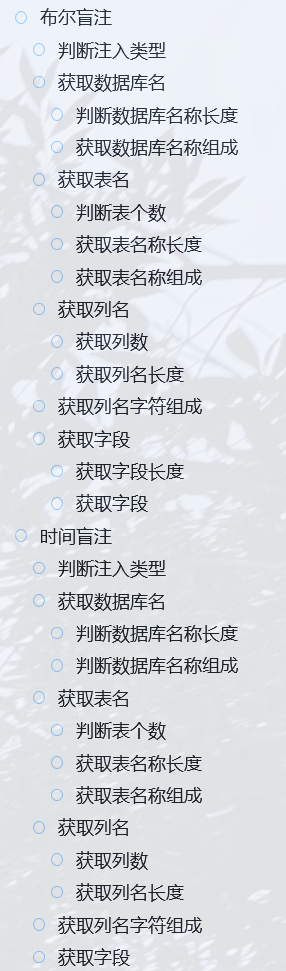 布尔盲注
判断注入类型
获取数据库名
判断数据库名称长度
获取数据库名称组成
获取表名
判断表个数
获取表名称长度
获取表名称组成
获取列名
获取列数
获取列名长度
获取列名字符组成
获取字段
获取字段长度
获取字段
时间盲注
判断注入类型
获取数据库名
判断数据库名称长度
判断数据库名称组成
获取表名
判断表个数
获取表名称长度
获取表名称组成
获取列名
获取列数
获取列名长度
获取列名字符组成
获取字段